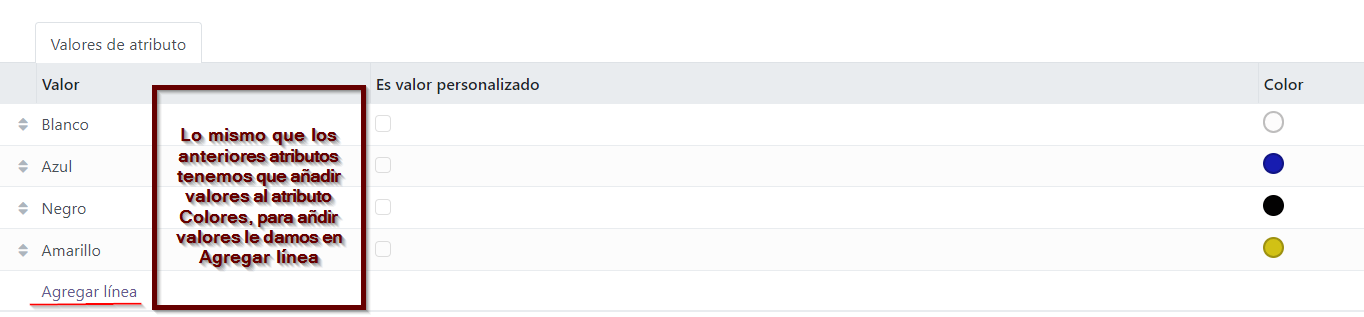 Valores de atributo
Valor Es valor personalizado Color
Blanco
Azul
Negro
Amarillo
Agregar línea
Lo mismo que los
anteriores atributos
tenemos que añadir
valores al atributo
Colores, para añdir
valores le damos en
Agregar línea